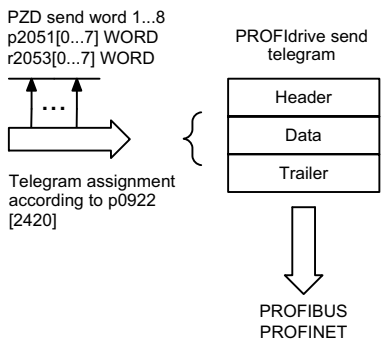 PZD send word 1...8
p2051[0...7] WORD
r2053[0...7] WORD
...
Telegram assignment
according to p0922
[2420]
PROFIdrive send
telegram
Header
Data
Trailer
PROFIBUS
PROFINET